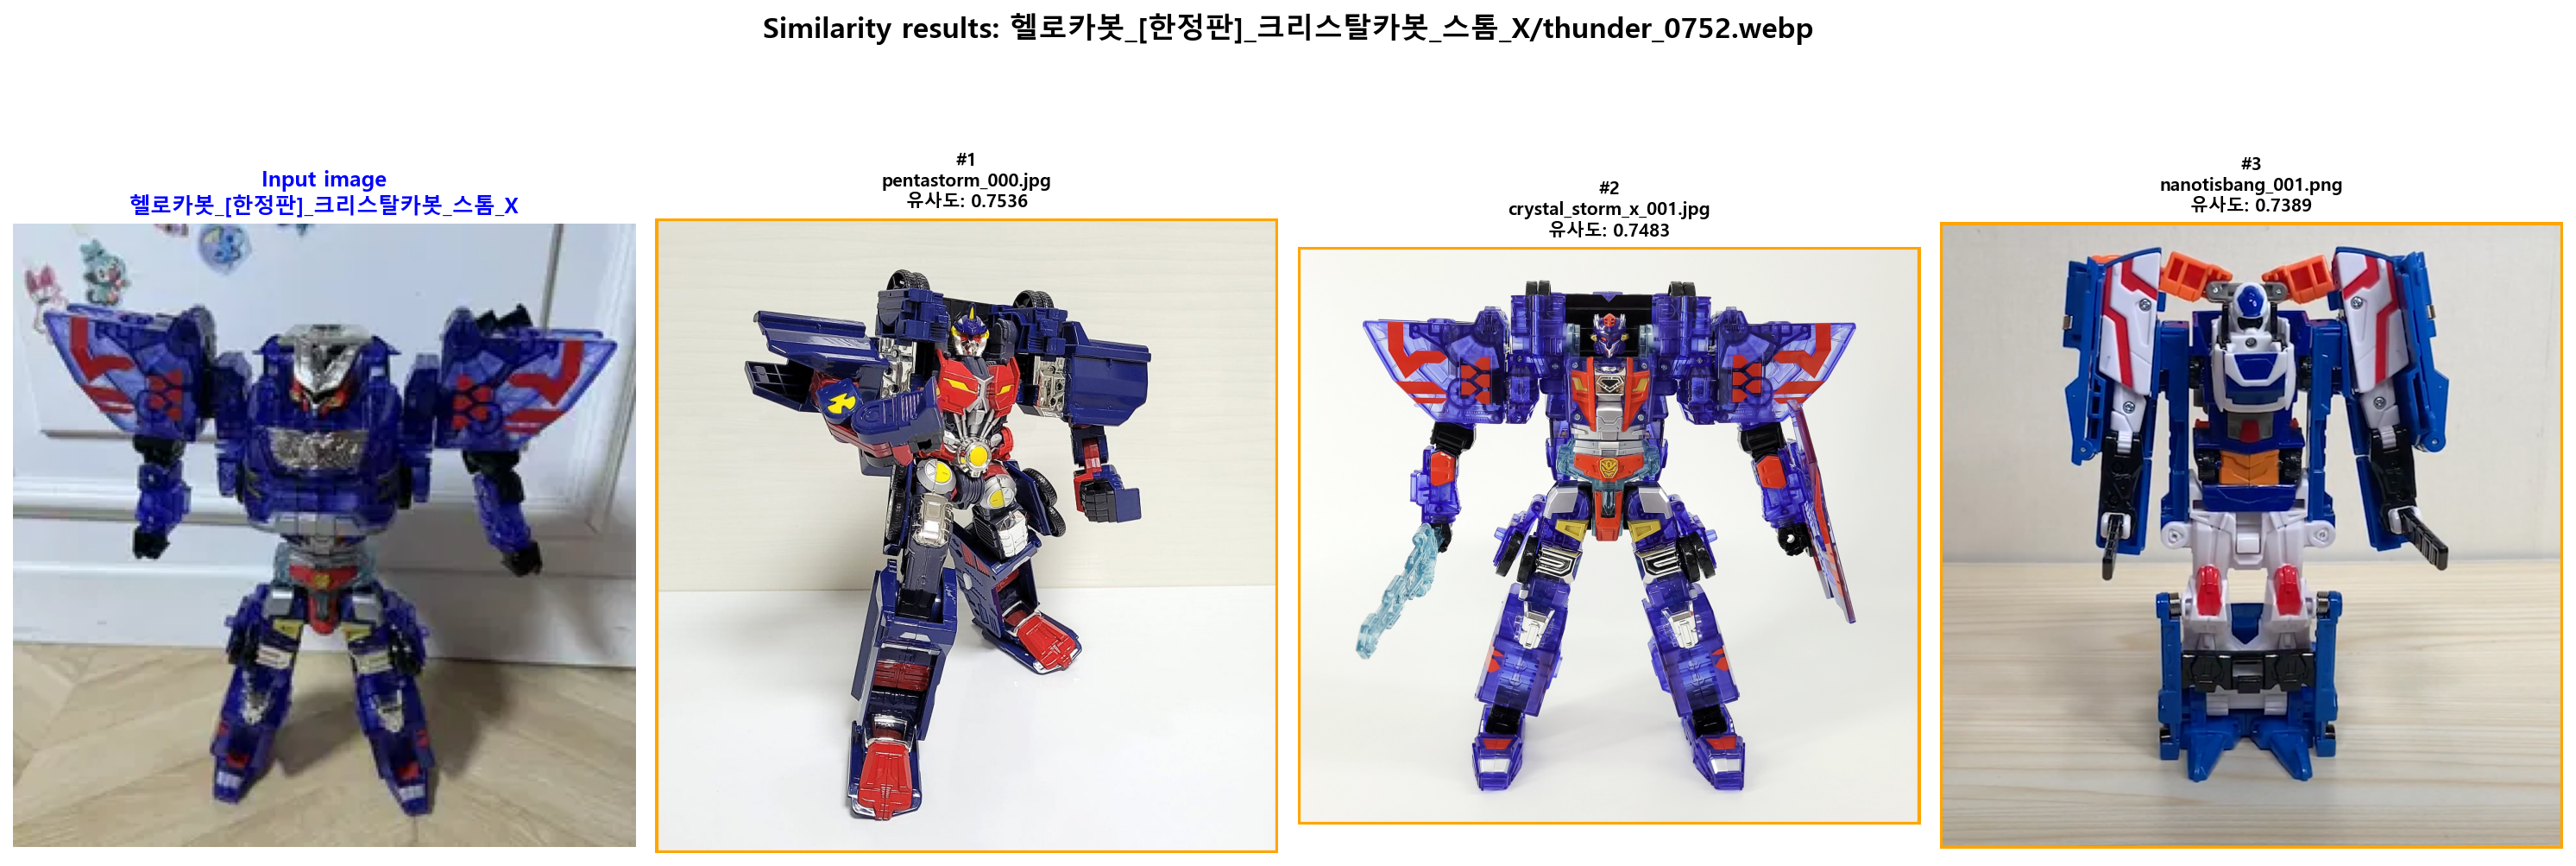 Similarity results: 헬로카봇_[한정판]_크리스탈카봇_스톰_X/thunder_0752.webp
Input image
헬로카봇_[한정판]_크리스탈카봇_스톰_X
#1
pentastorm_000.jpg
유사도: 0.7536
#2
crystal_storm_x_001.jpg
유사도: 0.7483
#3
nanotisbang_001.png
유사도: 0.7389